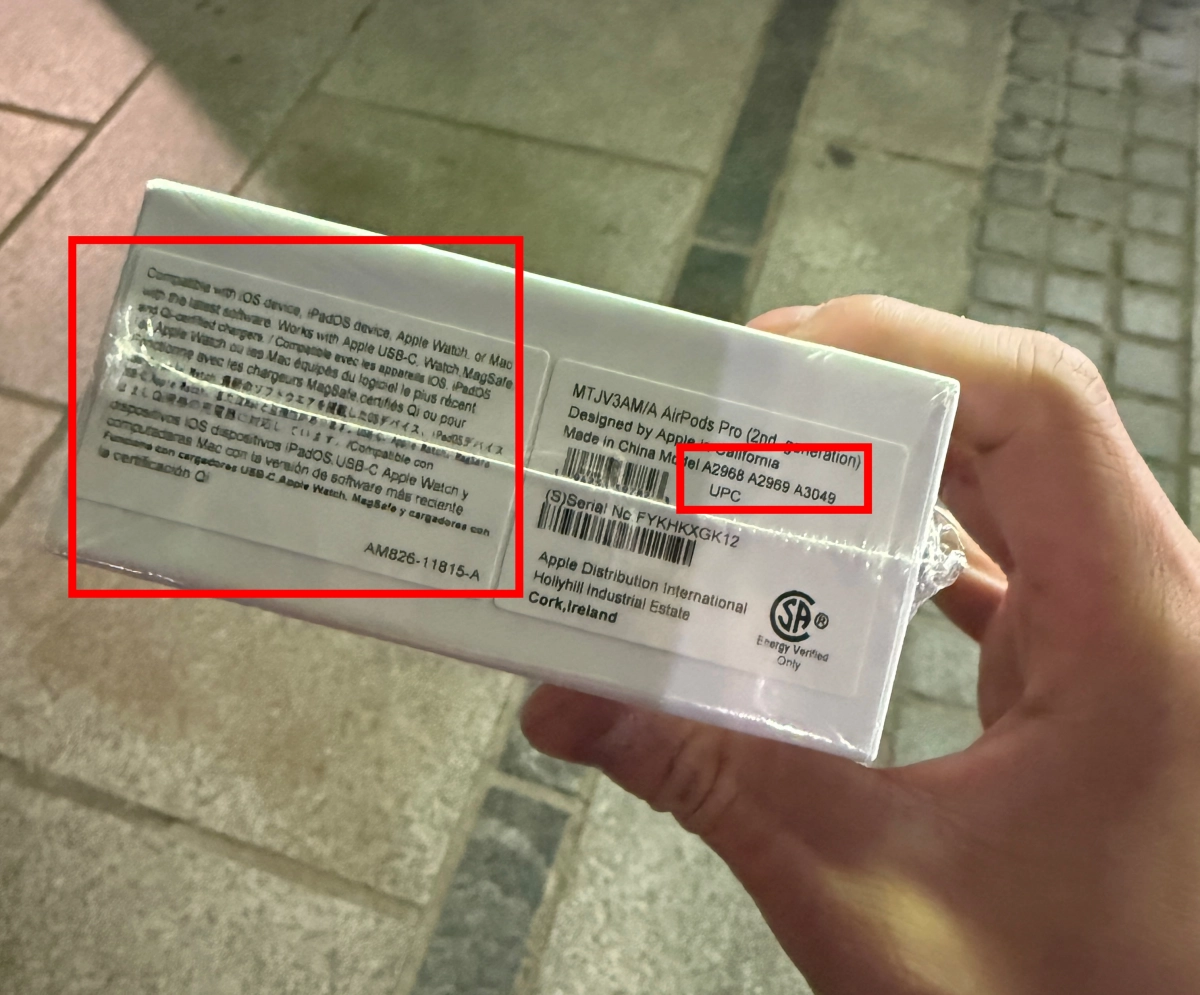 Compatible with iOS device, iPadOS device, Apple Watch, or Mac
with the latest software. Works with Apple USB-C, Watch,MagSafe
and Qi-certified chargers. / Compatible avec les appareils iOS, iPadOS
Apple Watch ou les Mac équipés du logiciel le plus récent
avec les chargeurs MagSafe,certifiés Qi ou pour
/Compatible con
dispositivos iOS dispositivos iPadOS,USB-C Apple Watch y
computadoras Mac con la versión de software más reciente
Funciona con cargadores USB-C,Apple Watch, MagSafe y cargadores con
la certificación Qi
AM826-11815-A
MTJV3AM/A AirPods Pro (2nd generation)
Designed by Apple in California
Made in China Model A2968 A2969 A3049
UPC
(S)Serial No.FYKHKXGK12
Apple Distribution International
Hollyhill Industrial Estate
Cork,Ireland
SA ®
Energy Verified
Only